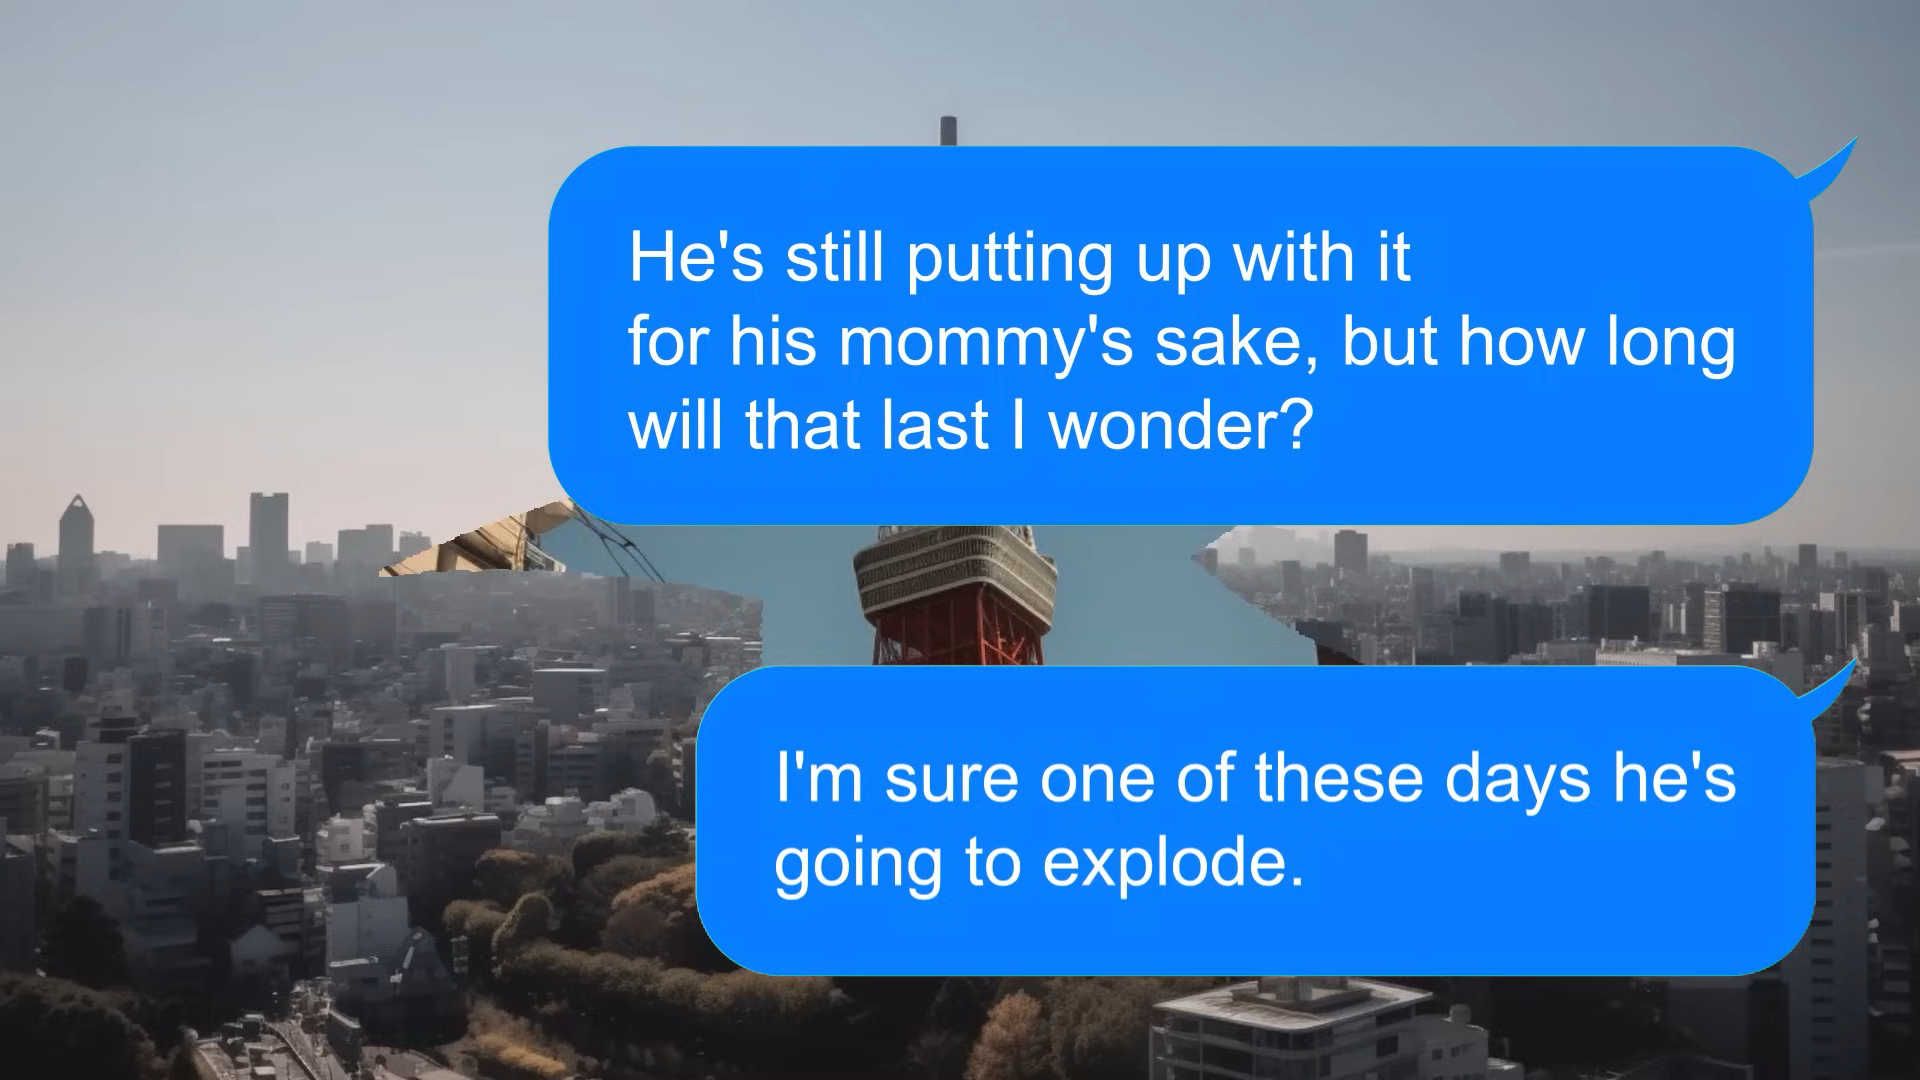 He's still putting up with it
for his mommy's sake, but how long
will that last I wonder?
I'm sure one of these days he's
going to explode.